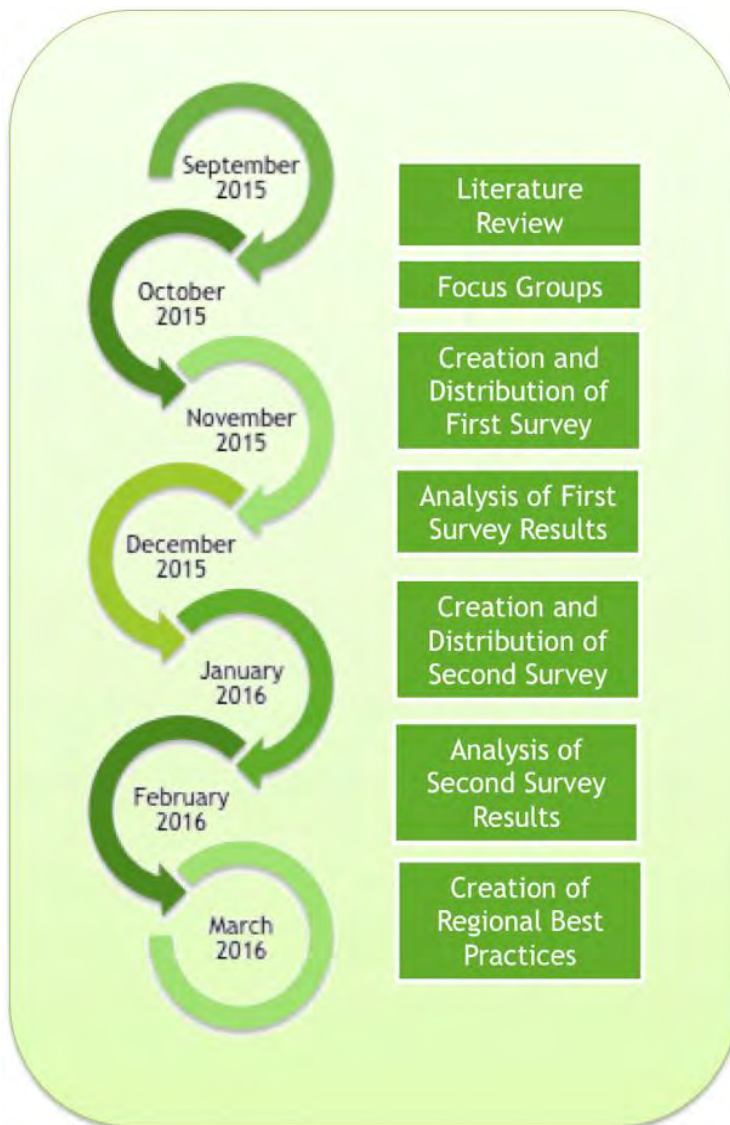 September
2015
Literature
Review
October
2015
Focus Groups
November
2015
Creation and
Distribution of
First Survey
December
2015
Analysis of First
Survey Results
January
2016
Creation and
Distribution of
Second Survey
February
2016
Analysis of
Second Survey
Results
March
2016
Creation of
Regional Best
Practices